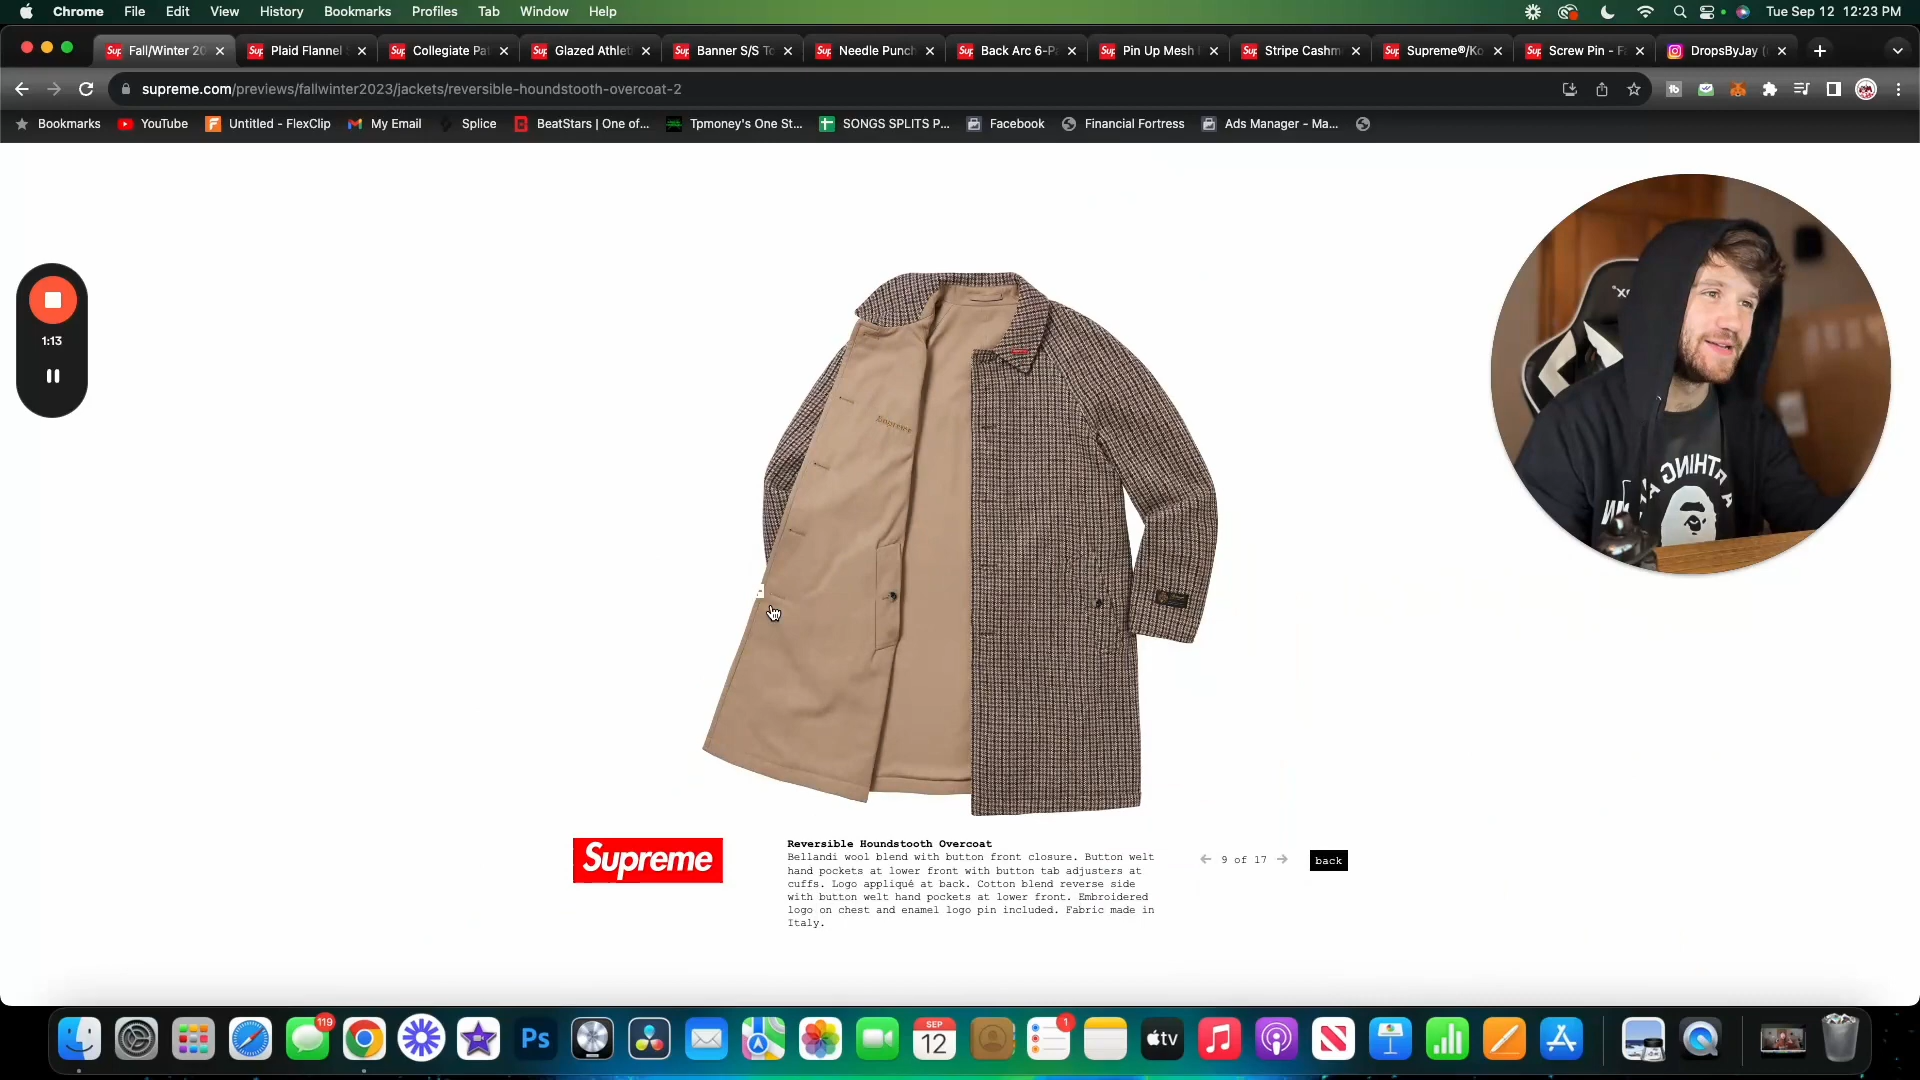 Chrome File Edit View History Bookmarks Profiles Tab Window Help Tue Sep 12 12:23 PM
Fall/Winter 20 Plaid Flannel Collegiate Pa Glazed Athlet Banner S/S To Needle Punch Back Arc 6-Pa Pin Up Mesh Stripe Cashm Supreme®/Ko Screw Pin - Fa DropsByJay
supreme.com/previews/fallwinter2023/jackets/reversible-houndstooth-overcoat-2
Bookmarks YouTube Untitled - FlexClip My Email Splice BeatStars | One of... Tpmoney's One St... SONGS SPLITS P... Facebook Financial Fortress Ads Manager - Ma...
1:13
Supreme
Reversible Houndstooth Overcoat
Bellandi wool blend with button front closure. Button welt
hand pockets at lower front with button tab adjusters at
cuffs. Logo appliqué at back. Cotton blend reverse side
with button welt hand pockets at lower front. Embroidered
logo on chest and enamel logo pin included. Fabric made in
Italy.
← 9 of 17 →
back
119
Ps
SEP
12
1
tv